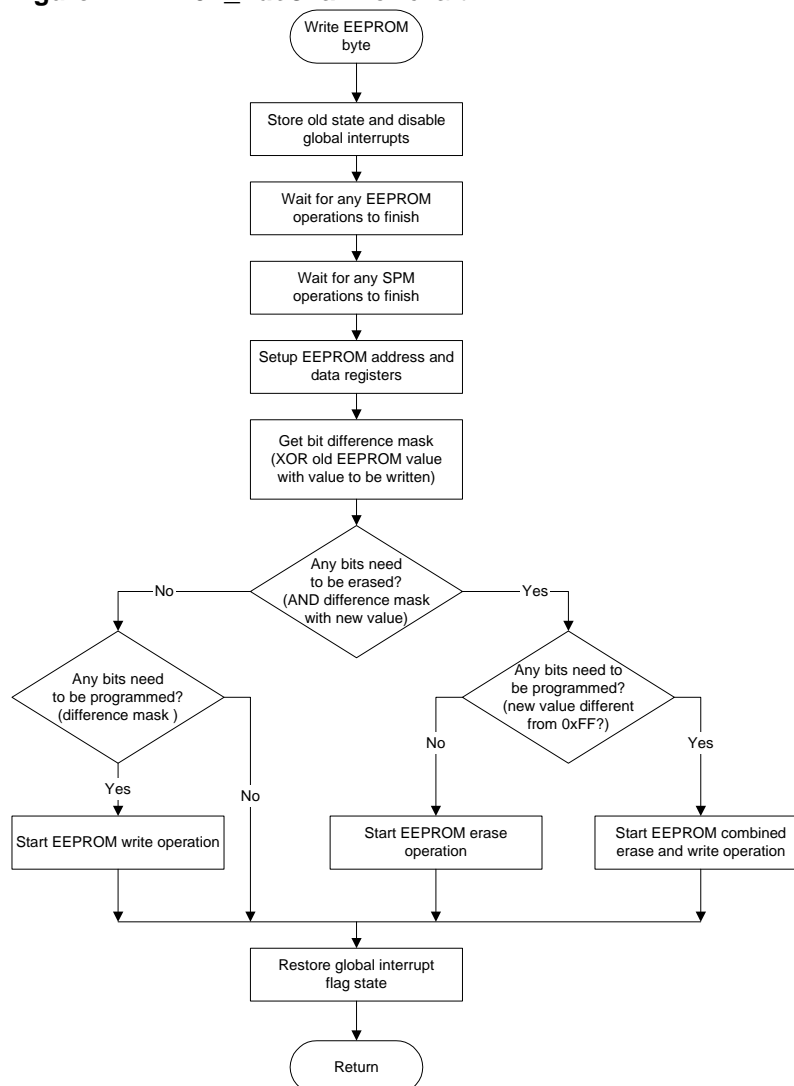 Write EEPROM
byte
Store old state and disable
global interrupts
Wait for any EEPROM
operations to finish
Wait for any SPM
operations to finish
Setup EEPROM address and
data registers
Get bit difference mask
(XOR old EEPROM value
with value to be written)
Any bits need
to be erased?
(AND difference mask
with new value)
No
Yes
Any bits need
to be programmed?
(difference mask )
Any bits need to
be programmed?
(new value different
from 0xFF?)
Yes
No
No
Yes
Start EEPROM write operation
Start EEPROM erase
operation
Start EEPROM combined
erase and write operation
Restore global interrupt
flag state
Return